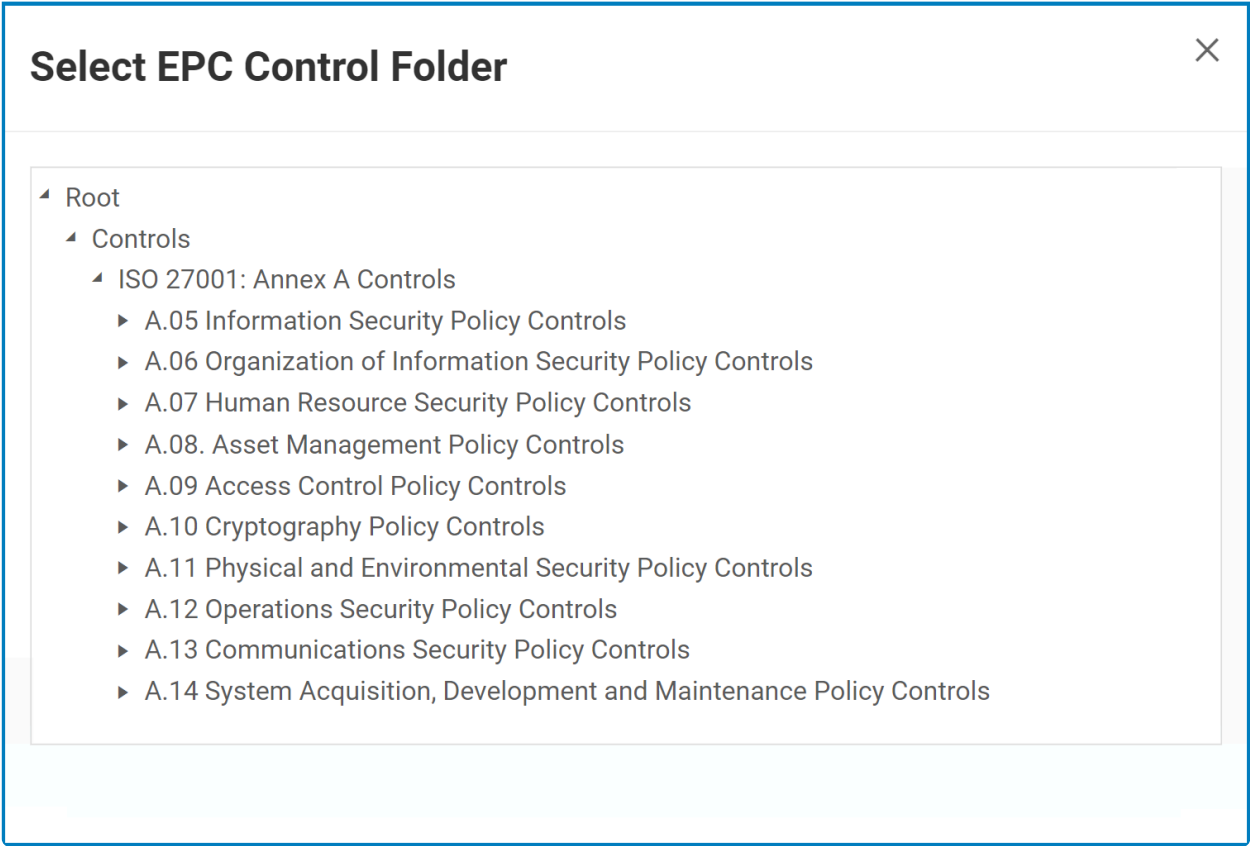 Select EPC Control Folder
Root
Controls
ISO 27001: Annex A Controls
A.05 Information Security Policy Controls
A.06 Organization of Information Security Policy Controls
A.07 Human Resource Security Policy Controls
A.08. Asset Management Policy Controls
A.09 Access Control Policy Controls
A.10 Cryptography Policy Controls
A.11 Physical and Environmental Security Policy Controls
A.12 Operations Security Policy Controls
A.13 Communications Security Policy Controls
A.14 System Acquisition, Development and Maintenance Policy Controls